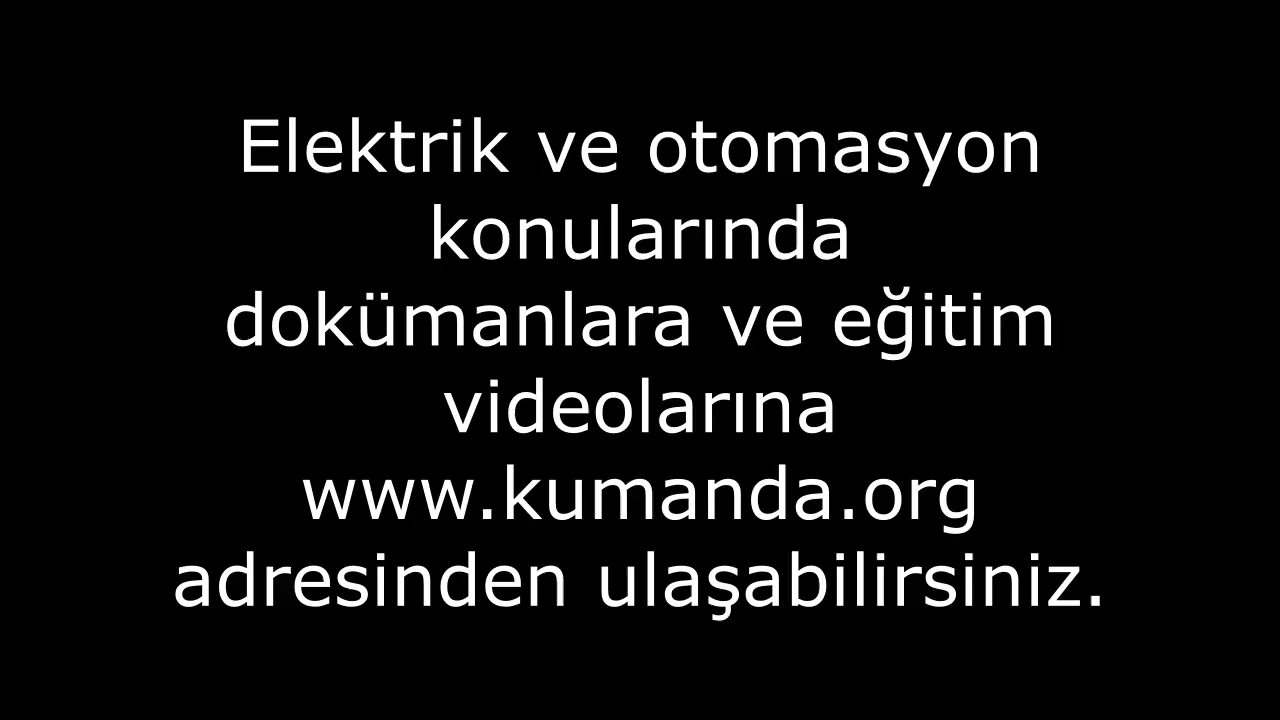 Elektrik ve otomasyon
konularında
dokümanlara ve eğitim
videolarına
www.kumanda.org
adresinden ulaşabilirsiniz.